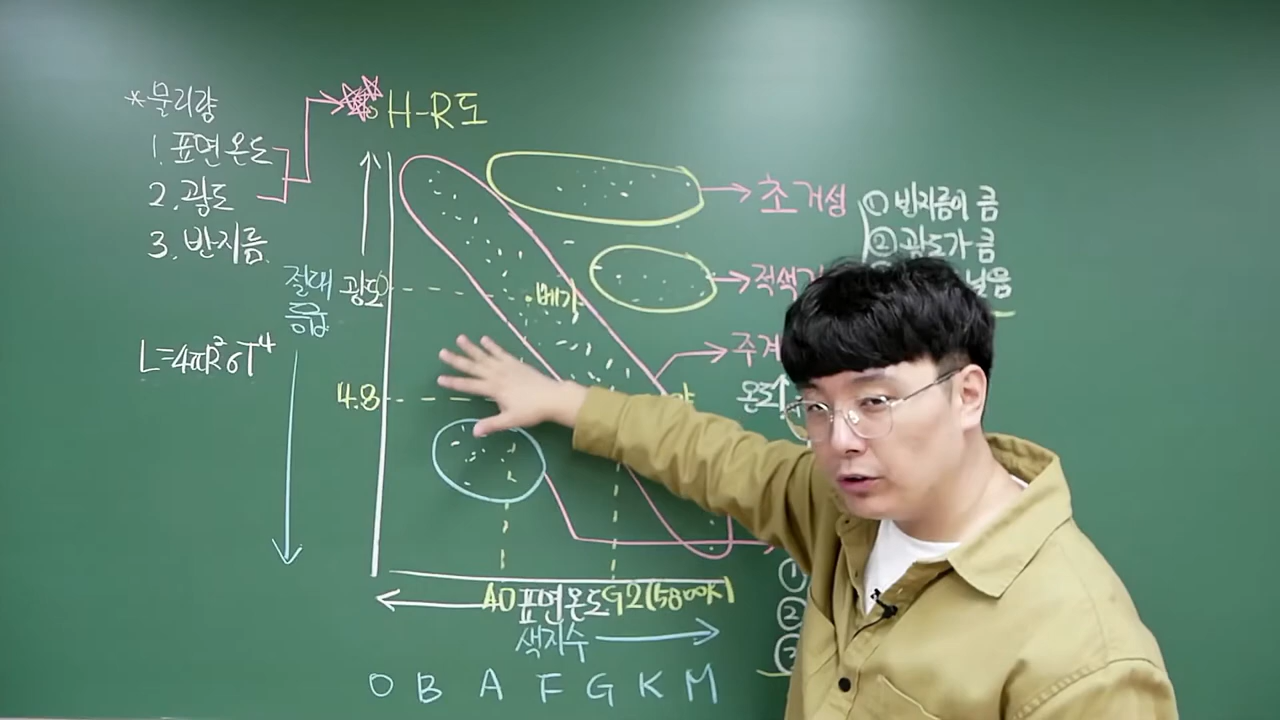 *물리량
1. 표면온도
2. 광도
3. 반지름
L=4πR²σT⁴
H-R도
절대
등급
광도
0
4.8
베가
초거성
적색
주계
① 반지름이 큼
② 광도가 큼
온도↑
①
②
③
A0 표면온도 G2(5800K)
색지수
O B A F G K M